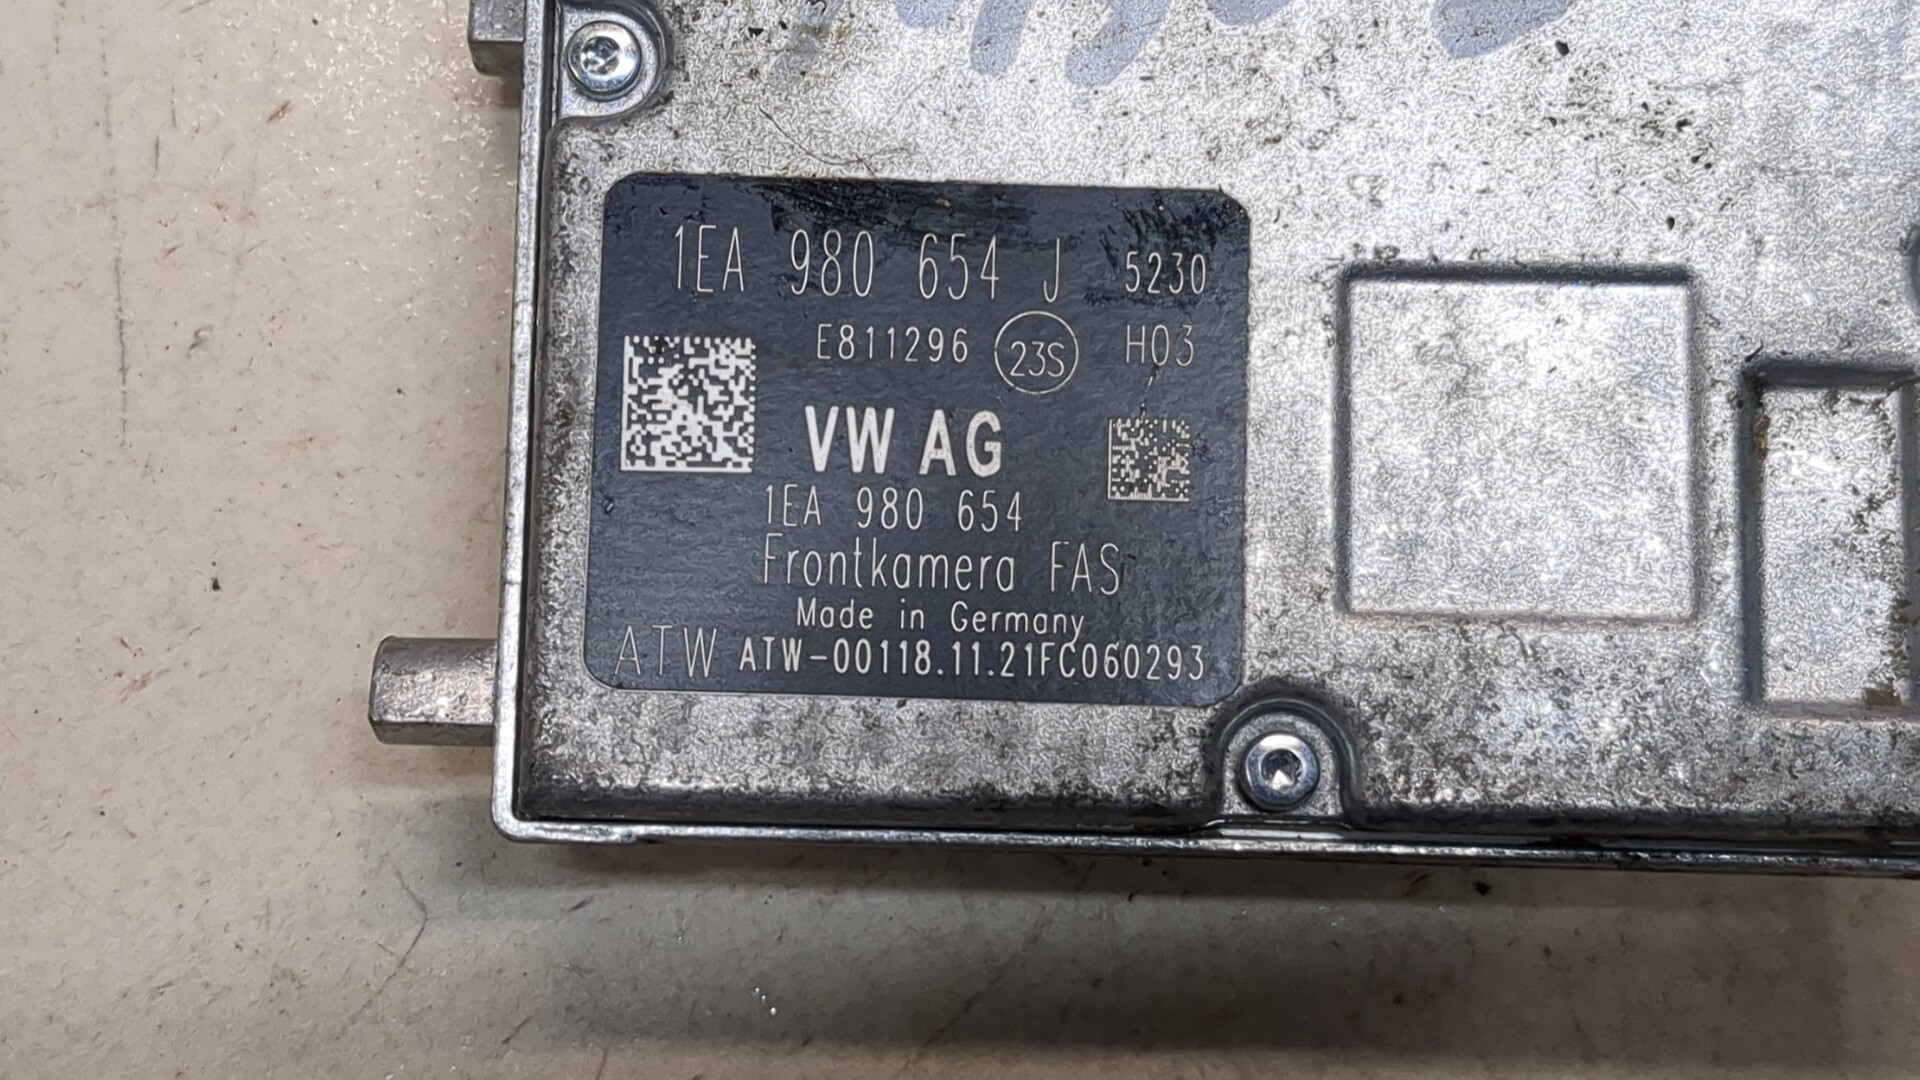 1EA 980 654 J 5230
E811296 23S H03
VW AG
1EA 980 654
Frontkamera FAS
Made in Germany
ATW ATW-00118.11.21FC060293